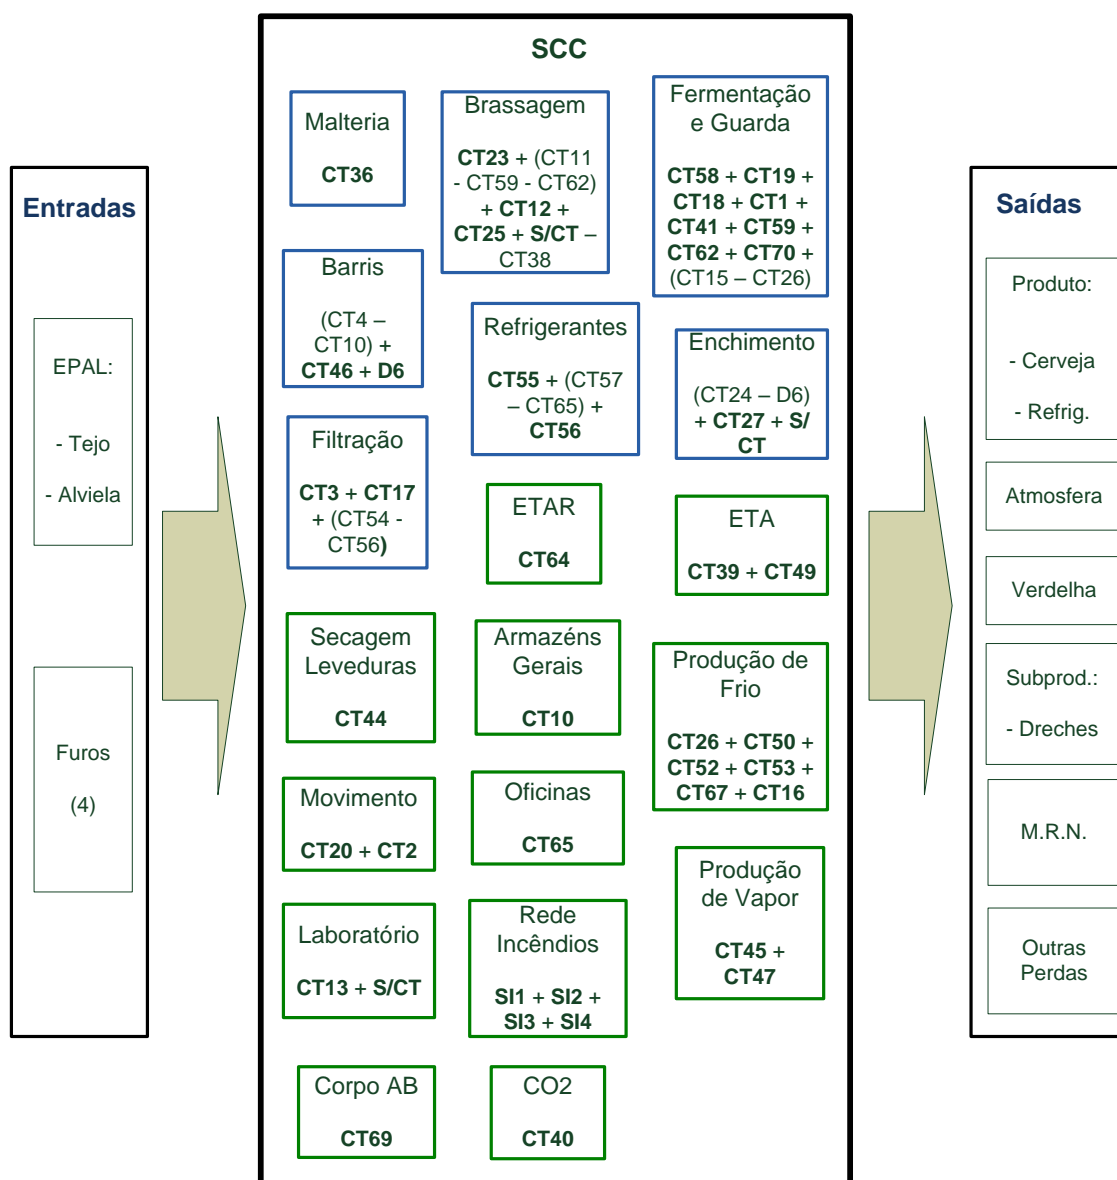 SCC
Entradas
EPAL:
- Tejo
- Alviela
Furos
(4)
Malteria
CT36
Brassagem
CT23 + (CT11
- CT59 - CT62)
+ CT12 +
CT25 + S/CT –
CT38
Fermentação
e Guarda
CT58 + CT19 +
CT18 + CT1 +
CT41 + CT59 +
CT62 + CT70 +
(CT15 – CT26)
Barris
(CT4 –
CT10) +
CT46 + D6
Refrigerantes
CT55 + (CT57
– CT65) +
CT56
Enchimento
(CT24 – D6)
+ CT27 + S/
CT
Filtração
CT3 + CT17
+ (CT54 -
CT56)
ETAR
CT64
ETA
CT39 + CT49
Secagem
Leveduras
CT44
Armazéns
Gerais
CT10
Produção de
Frio
CT26 + CT50 +
CT52 + CT53 +
CT67 + CT16
Movimento
CT20 + CT2
Oficinas
CT65
Produção
de Vapor
CT45 +
CT47
Laboratório
CT13 + S/CT
Rede
Incêndios
SI1 + SI2 +
SI3 + SI4
Corpo AB
CT69
CO2
CT40
Saídas
Produto:
- Cerveja
- Refrig.
Atmosfera
Verdelha
Subprod.:
- Dreches
M.R.N.
Outras
Perdas